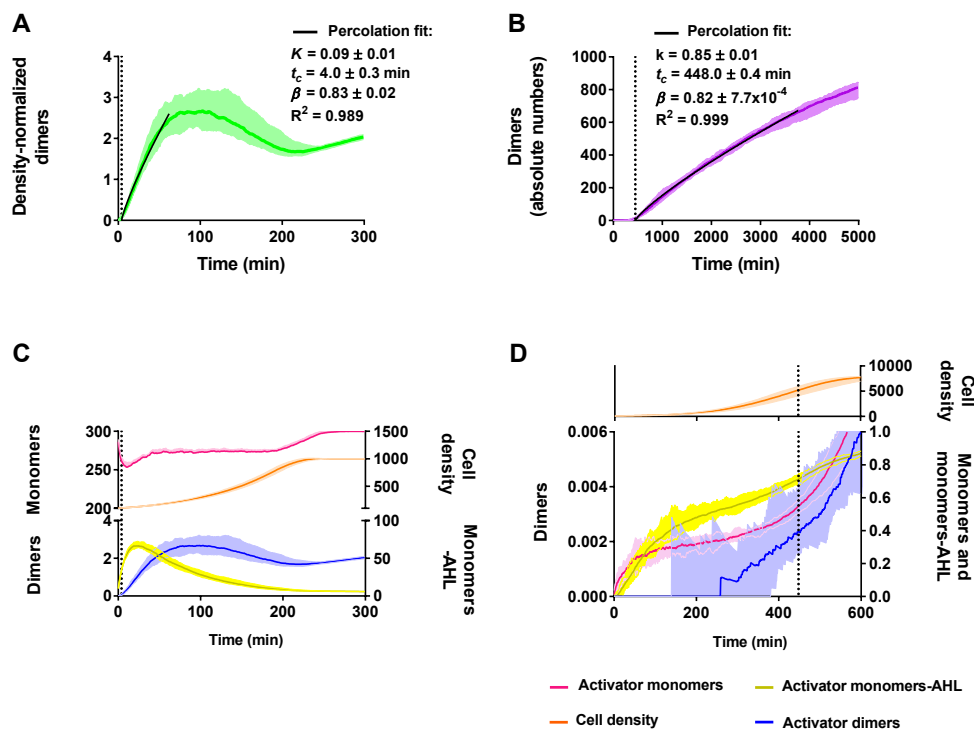 A
Percolation fit:
K = 0.09 ± 0.01
t_c = 4.0 ± 0.3 min
β = 0.83 ± 0.02
R² = 0.989
Density-normalized
dimers
4
3
2
1
0
0 100 200 300
Time (min)
B
Percolation fit:
k = 0.85 ± 0.01
t_c = 448.0 ± 0.4 min
β = 0.82 ± 7.7x10⁻⁴
R² = 0.999
Dimers
(absolute numbers)
1000
800
600
400
200
0
0 1000 2000 3000 4000 5000
Time (min)
C
Monomers
300
250
200
1500
1000
500
0
Cell
density
Dimers
4
2
0
100
50
0
Monomers
-AHL
0 100 200 300
Time (min)
D
10000
5000
0
Cell
density
Dimers
0.006
0.004
0.002
0.000
1.0
0.8
0.6
0.4
0.2
0.0
Monomers and
monomers-AHL
0 200 400 600
Time (min)
Activator monomers
Activator monomers-AHL
Cell density
Activator dimers